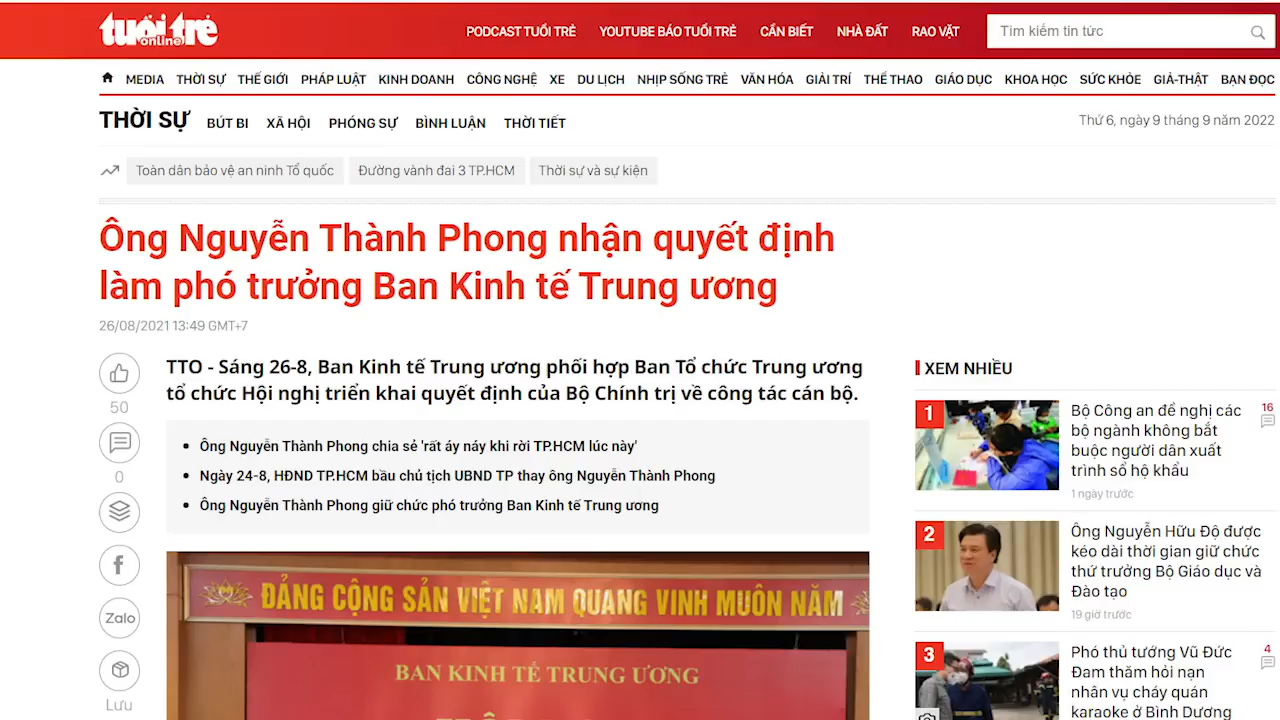 tuổi trẻ online
PODCAST TUỔI TRẺ YOUTUBE BÁO TUỔI TRẺ CẦN BIẾT NHÀ ĐẤT RAO VẶT Tìm kiếm tin tức
MEDIA THỜI SỰ THẾ GIỚI PHÁP LUẬT KINH DOANH CÔNG NGHỆ XE DU LỊCH NHỊP SỐNG TRẺ VĂN HÓA GIẢI TRÍ THỂ THAO GIÁO DỤC KHOA HỌC SỨC KHỎE GIẢ-THẬT BẠN ĐỌC
THỜI SỰ BÚT BI XÃ HỘI PHÓNG SỰ BÌNH LUẬN THỜI TIẾT Thứ 6, ngày 9 tháng 9 năm 2022
Toàn dân bảo vệ an ninh Tổ quốc Đường vành đai 3 TP.HCM Thời sự và sự kiện
Ông Nguyễn Thành Phong nhận quyết định
làm phó trưởng Ban Kinh tế Trung ương
26/08/2021 13:49 GMT+7
50
0
Zalo
Lưu
TTO - Sáng 26-8, Ban Kinh tế Trung ương phối hợp Ban Tổ chức Trung ương
tổ chức Hội nghị triển khai quyết định của Bộ Chính trị về công tác cán bộ.
Ông Nguyễn Thành Phong chia sẻ 'rất áy náy khi rời TP.HCM lúc này'
Ngày 24-8, HĐND TP.HCM bầu chủ tịch UBND TP thay ông Nguyễn Thành Phong
Ông Nguyễn Thành Phong giữ chức phó trưởng Ban Kinh tế Trung ương
ĐẢNG CỘNG SẢN VIỆT NAM QUANG VINH MUÔN NĂM
BAN KINH TẾ TRUNG ƯƠNG
XEM NHIỀU
1
Bộ Công an đề nghị các
bộ ngành không bắt
buộc người dân xuất
trình sổ hộ khẩu
16
1 ngày trước
2
Ông Nguyễn Hữu Độ được
kéo dài thời gian giữ chức
thứ trưởng Bộ Giáo dục và
Đào tạo
19 giờ trước
3
Phó thủ tướng Vũ Đức
Đam thăm hỏi nạn
nhân vụ cháy quán
karaoke ở Bình Dương
4